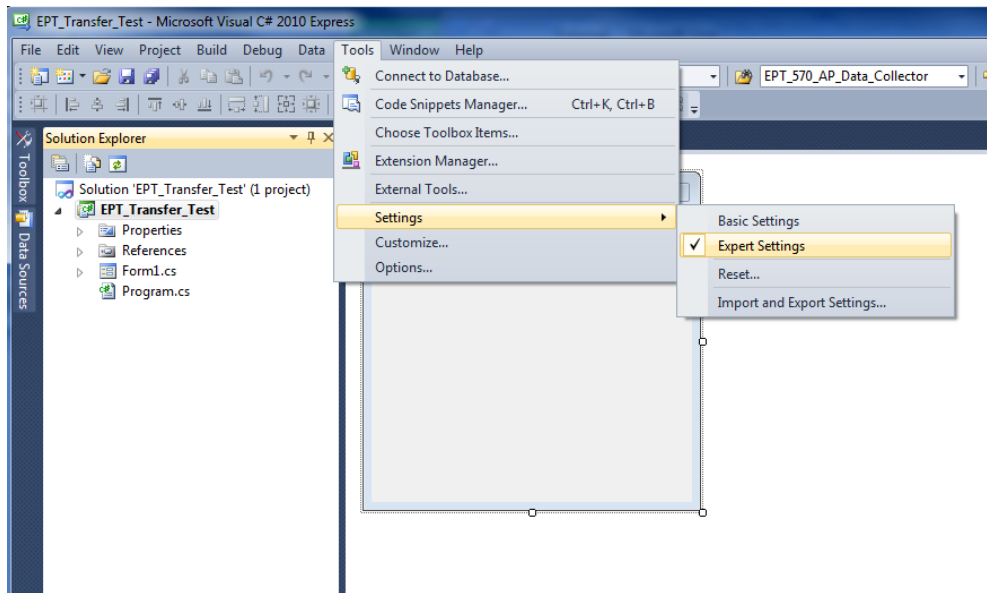 EPT_Transfer_Test - Microsoft Visual C# 2010 Express
File Edit View Project Build Debug Data Tools Window Help
EPT_570_AP_Data_Collector
Connect to Database...
Code Snippets Manager... Ctrl+K, Ctrl+B
Choose Toolbox Items...
Extension Manager...
External Tools...
Settings
Customize...
Options...
Basic Settings
Expert Settings
Reset...
Import and Export Settings...
Toolbox
Data Sources
Solution Explorer
Solution 'EPT_Transfer_Test' (1 project)
EPT_Transfer_Test
Properties
References
Form1.cs
Program.cs